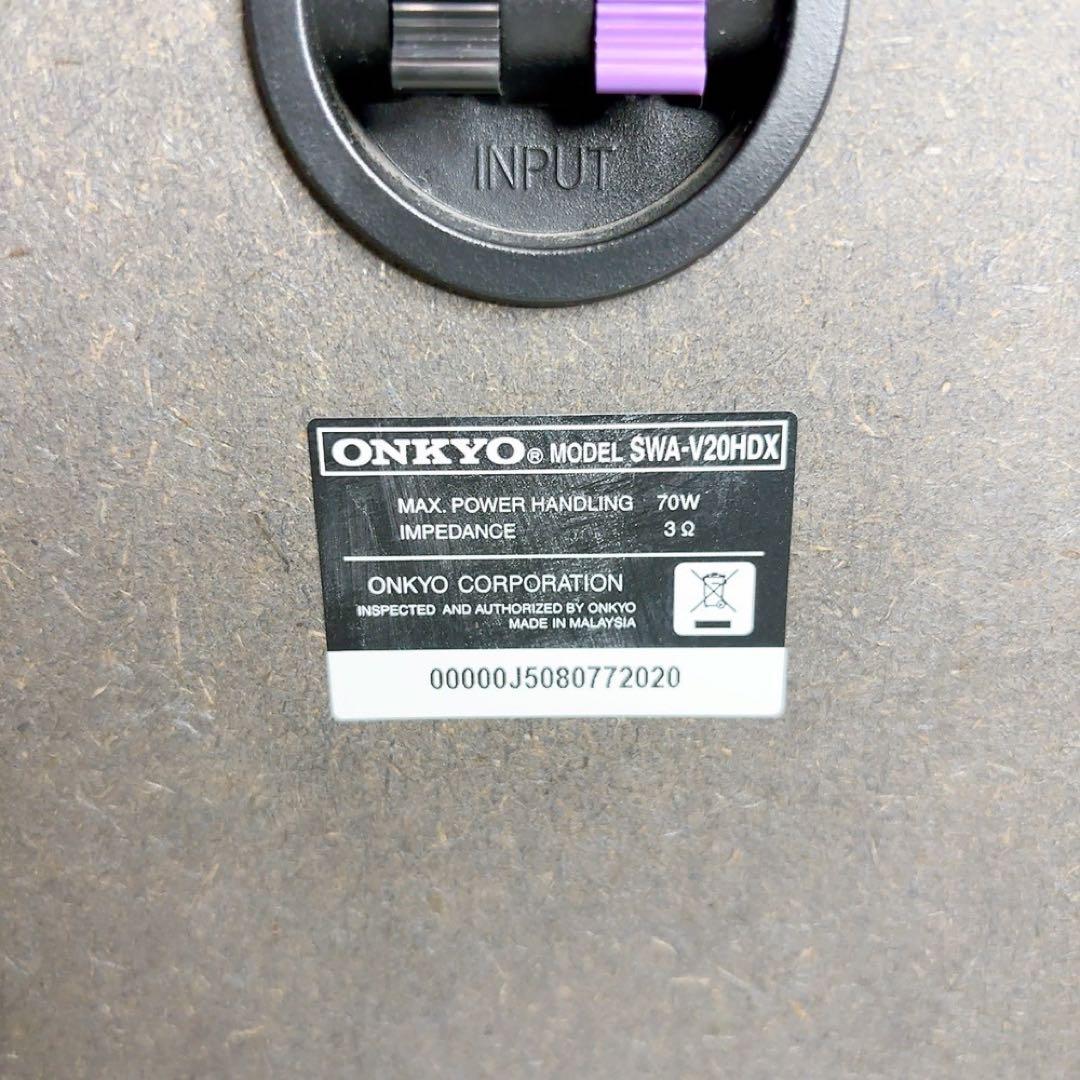 INPUT
ONKYO® MODEL SWA-V20HDX
MAX. POWER HANDLING 70W
IMPEDANCE 3 Ω
ONKYO CORPORATION
INSPECTED AND AUTHORIZED BY ONKYO
MADE IN MALAYSIA
00000J5080772020